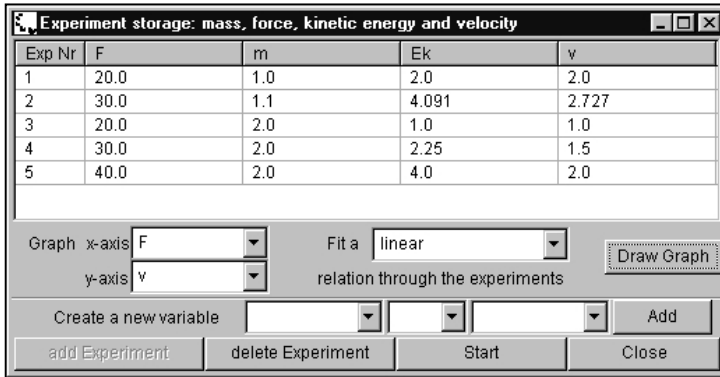 Experiment storage: mass, force, kinetic energy and velocity
Exp Nr F m Ek v
1 20.0 1.0 2.0 2.0
2 30.0 1.1 4.091 2.727
3 20.0 2.0 1.0 1.0
4 30.0 2.0 2.25 1.5
5 40.0 2.0 4.0 2.0
Graph x-axis F Fit a linear Draw Graph
y-axis v relation through the experiments
Create a new variable Add
add Experiment delete Experiment Start Close